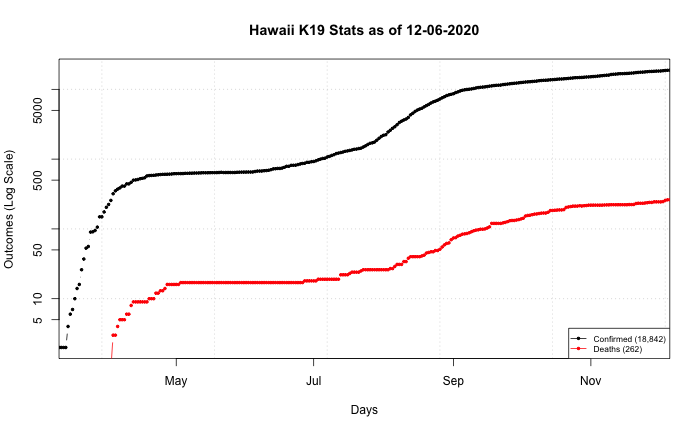 Hawaii K19 Stats as of 12-06-2020
Outcomes (Log Scale)
5000
500
50
10
5
May
Jul
Sep
Nov
Days
Confirmed (18,842)
Deaths (262)